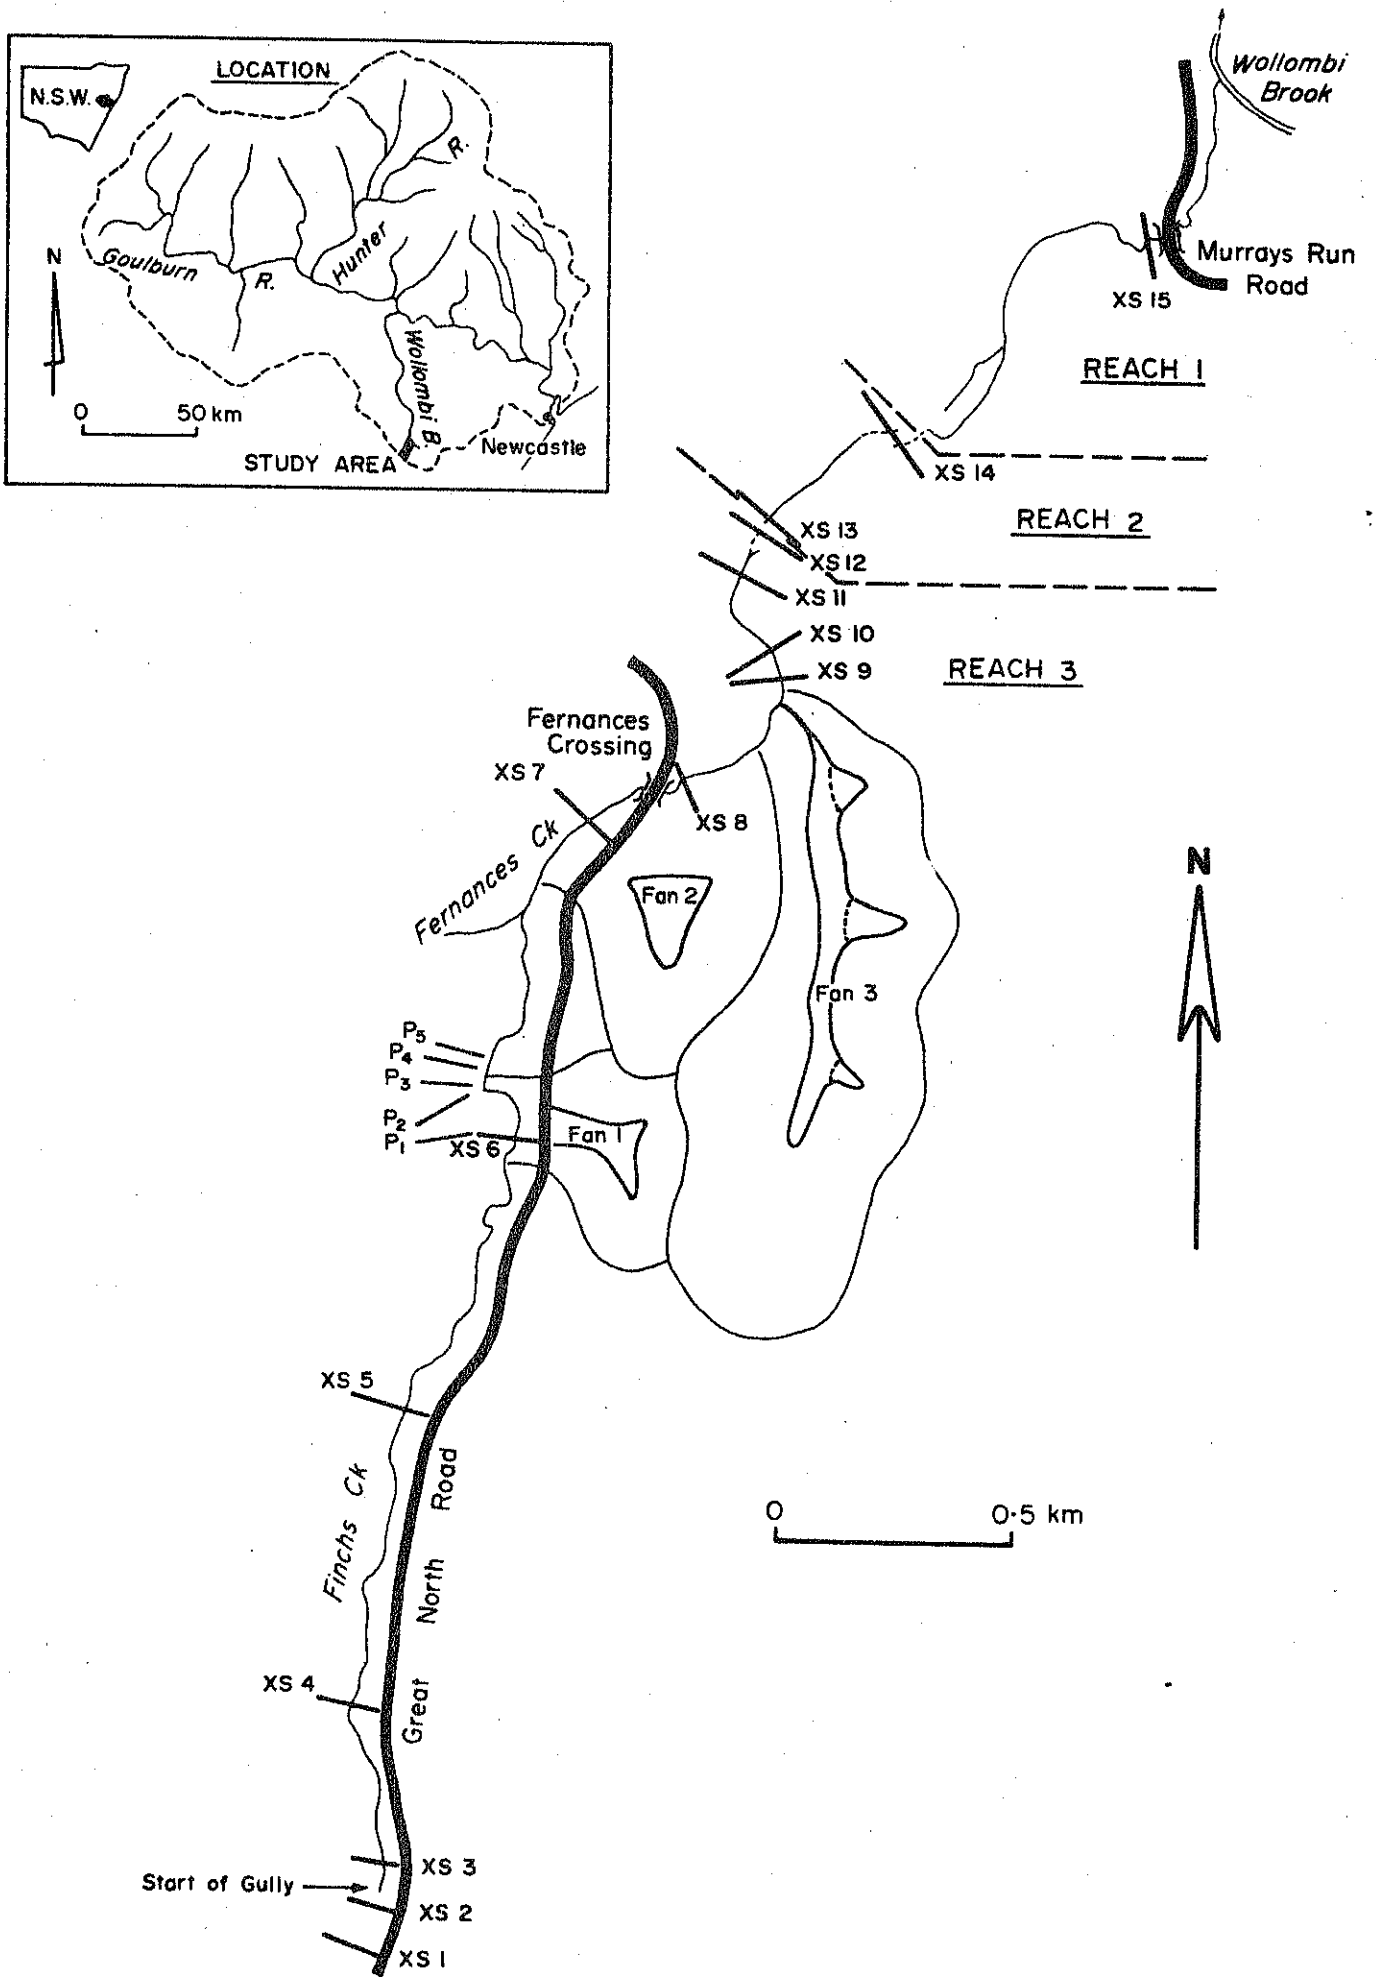 LOCATION
N.S.W.
R.
N
Goulburn
R.
Hunter
Wollombi B.
0 50 km
Newcastle
STUDY AREA
Wollombi
Brook
Murrays Run
Road
XS 15
REACH 1
XS 14
REACH 2
XS 13
XS 12
XS 11
XS 10
XS 9
REACH 3
Fernances
Crossing
XS 7
XS 8
Fernances Ck
Fan 2
N
Fan 3
P5
P4
P3
P2
P1
XS 6
Fan 1
XS 5
Finchs Ck
Great North Road
0 0·5 km
XS 4
XS 3
Start of Gully
XS 2
XS 1